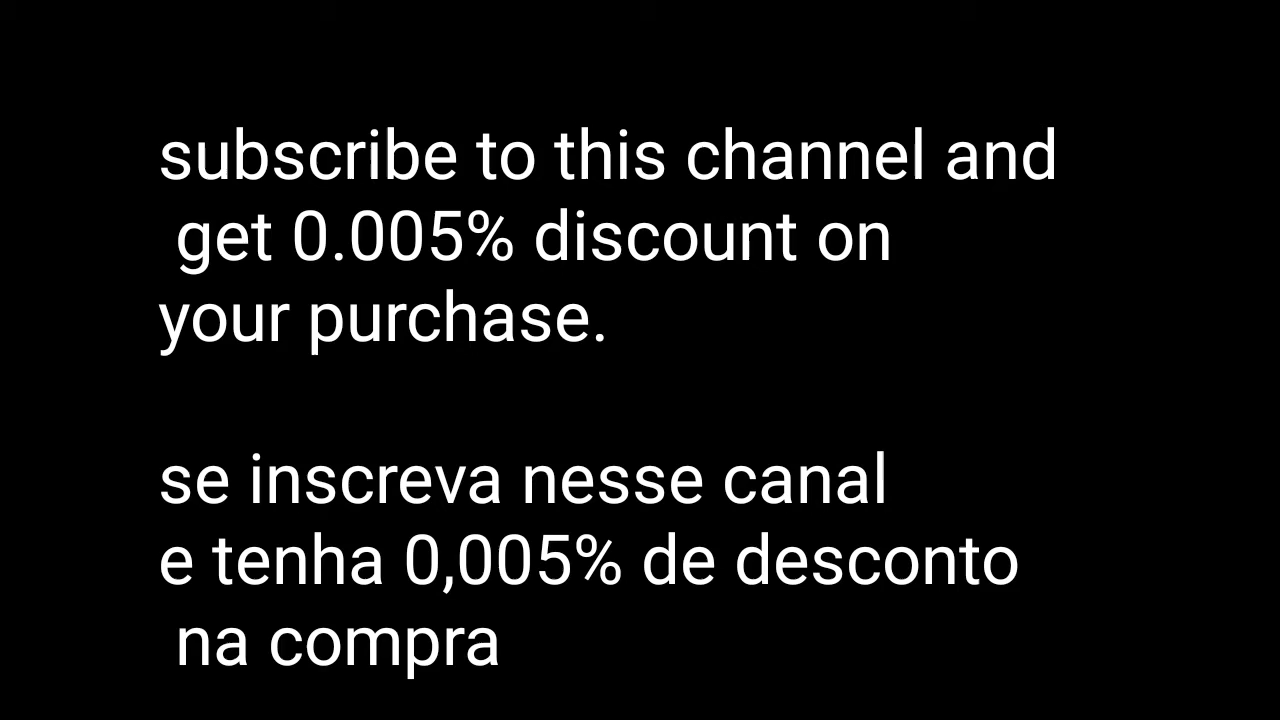 subscribe to this channel and
get 0.005% discount on
your purchase.
se inscreva nesse canal
e tenha 0,005% de desconto
na compra